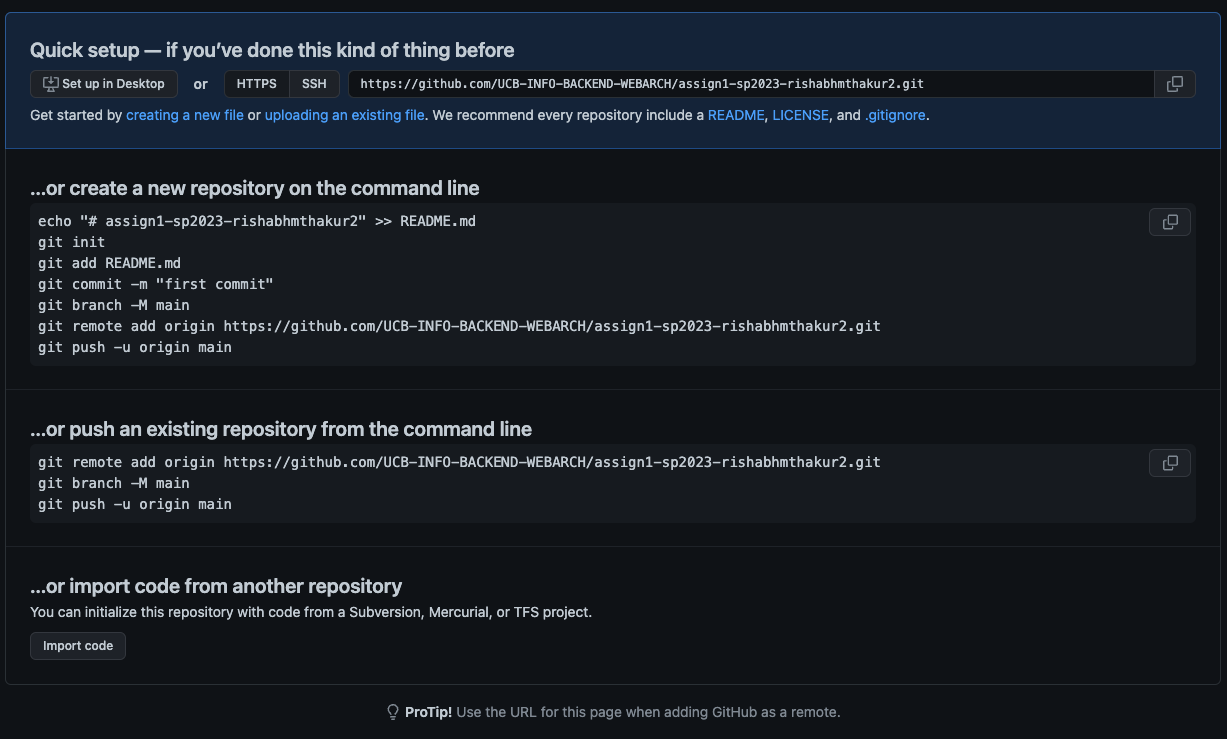 Quick setup — if you’ve done this kind of thing before
Set up in Desktop or HTTPS SSH https://github.com/UCB-INFO-BACKEND-WEBARCH/assign1-sp2023-rishabhmthakur2.git
Get started by creating a new file or uploading an existing file. We recommend every repository include a README, LICENSE, and .gitignore.
…or create a new repository on the command line
echo "# assign1-sp2023-rishabhmthakur2" >> README.md
git init
git add README.md
git commit -m "first commit"
git branch -M main
git remote add origin https://github.com/UCB-INFO-BACKEND-WEBARCH/assign1-sp2023-rishabhmthakur2.git
git push -u origin main
…or push an existing repository from the command line
git remote add origin https://github.com/UCB-INFO-BACKEND-WEBARCH/assign1-sp2023-rishabhmthakur2.git
git branch -M main
git push -u origin main
…or import code from another repository
You can initialize this repository with code from a Subversion, Mercurial, or TFS project.
Import code
ProTip! Use the URL for this page when adding GitHub as a remote.